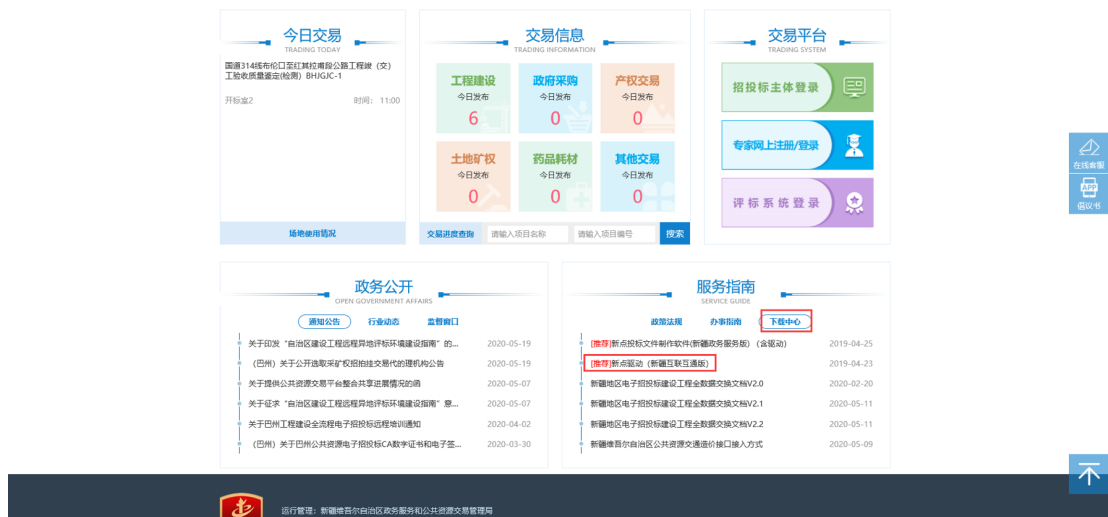 今日交易
TRADING TODAY
国道314线布伦口至红其拉甫段公路工程竣（交）
工验收质量鉴定(检测）BHJGJC-1
开标室2 时间： 11:00
场地使用情况
交易信息
TRADING INFORMATION
工程建设
今日发布
6
政府采购
今日发布
0
产权交易
今日发布
0
土地矿权
今日发布
0
药品耗材
今日发布
0
其他交易
今日发布
0
交易进度查询 请输入项目名称 请输入项目编号 搜索
交易平台
TRADING SYSTEM
招投标主体登录
专家网上注册/登录
评标系统登录
在线客服
APP
倡议书
政务公开
OPEN GOVERNMENT AFFAIRS
通知公告 行业动态 监督窗口
关于印发“自治区建设工程远程异地评标环境建设指南”的... 2020-05-19
（巴州）关于公开选取采矿权招拍挂交易代的理机构公告 2020-05-19
关于提供公共资源交易平台整合共享进展情况的函 2020-05-07
关于征求“自治区建设工程远程异地评标环境建设指南”意... 2020-05-07
关于巴州工程建设全流程电子招投标远程培训通知 2020-04-02
（巴州）关于巴州公共资源电子招投标CA数字证书和电子签... 2020-03-30
服务指南
SERVICE GUIDE
政策法规 办事指南 下载中心
[推荐]新点投标文件制作软件(新疆政务服务版）（含驱动） 2019-04-25
[推荐]新点驱动（新疆互联互通版） 2019-04-23
新疆地区电子招投标建设工程全数据交换文档V2.0 2020-02-20
新疆地区电子招投标建设工程全数据交换文档V2.1 2020-05-11
新疆地区电子招投标建设工程全数据交换文档V2.2 2020-05-11
新疆维吾尔自治区公共资源交通造价接口接入方式 2020-05-09
运行管理：新疆维吾尔自治区政务服务和公共资源交易管理局